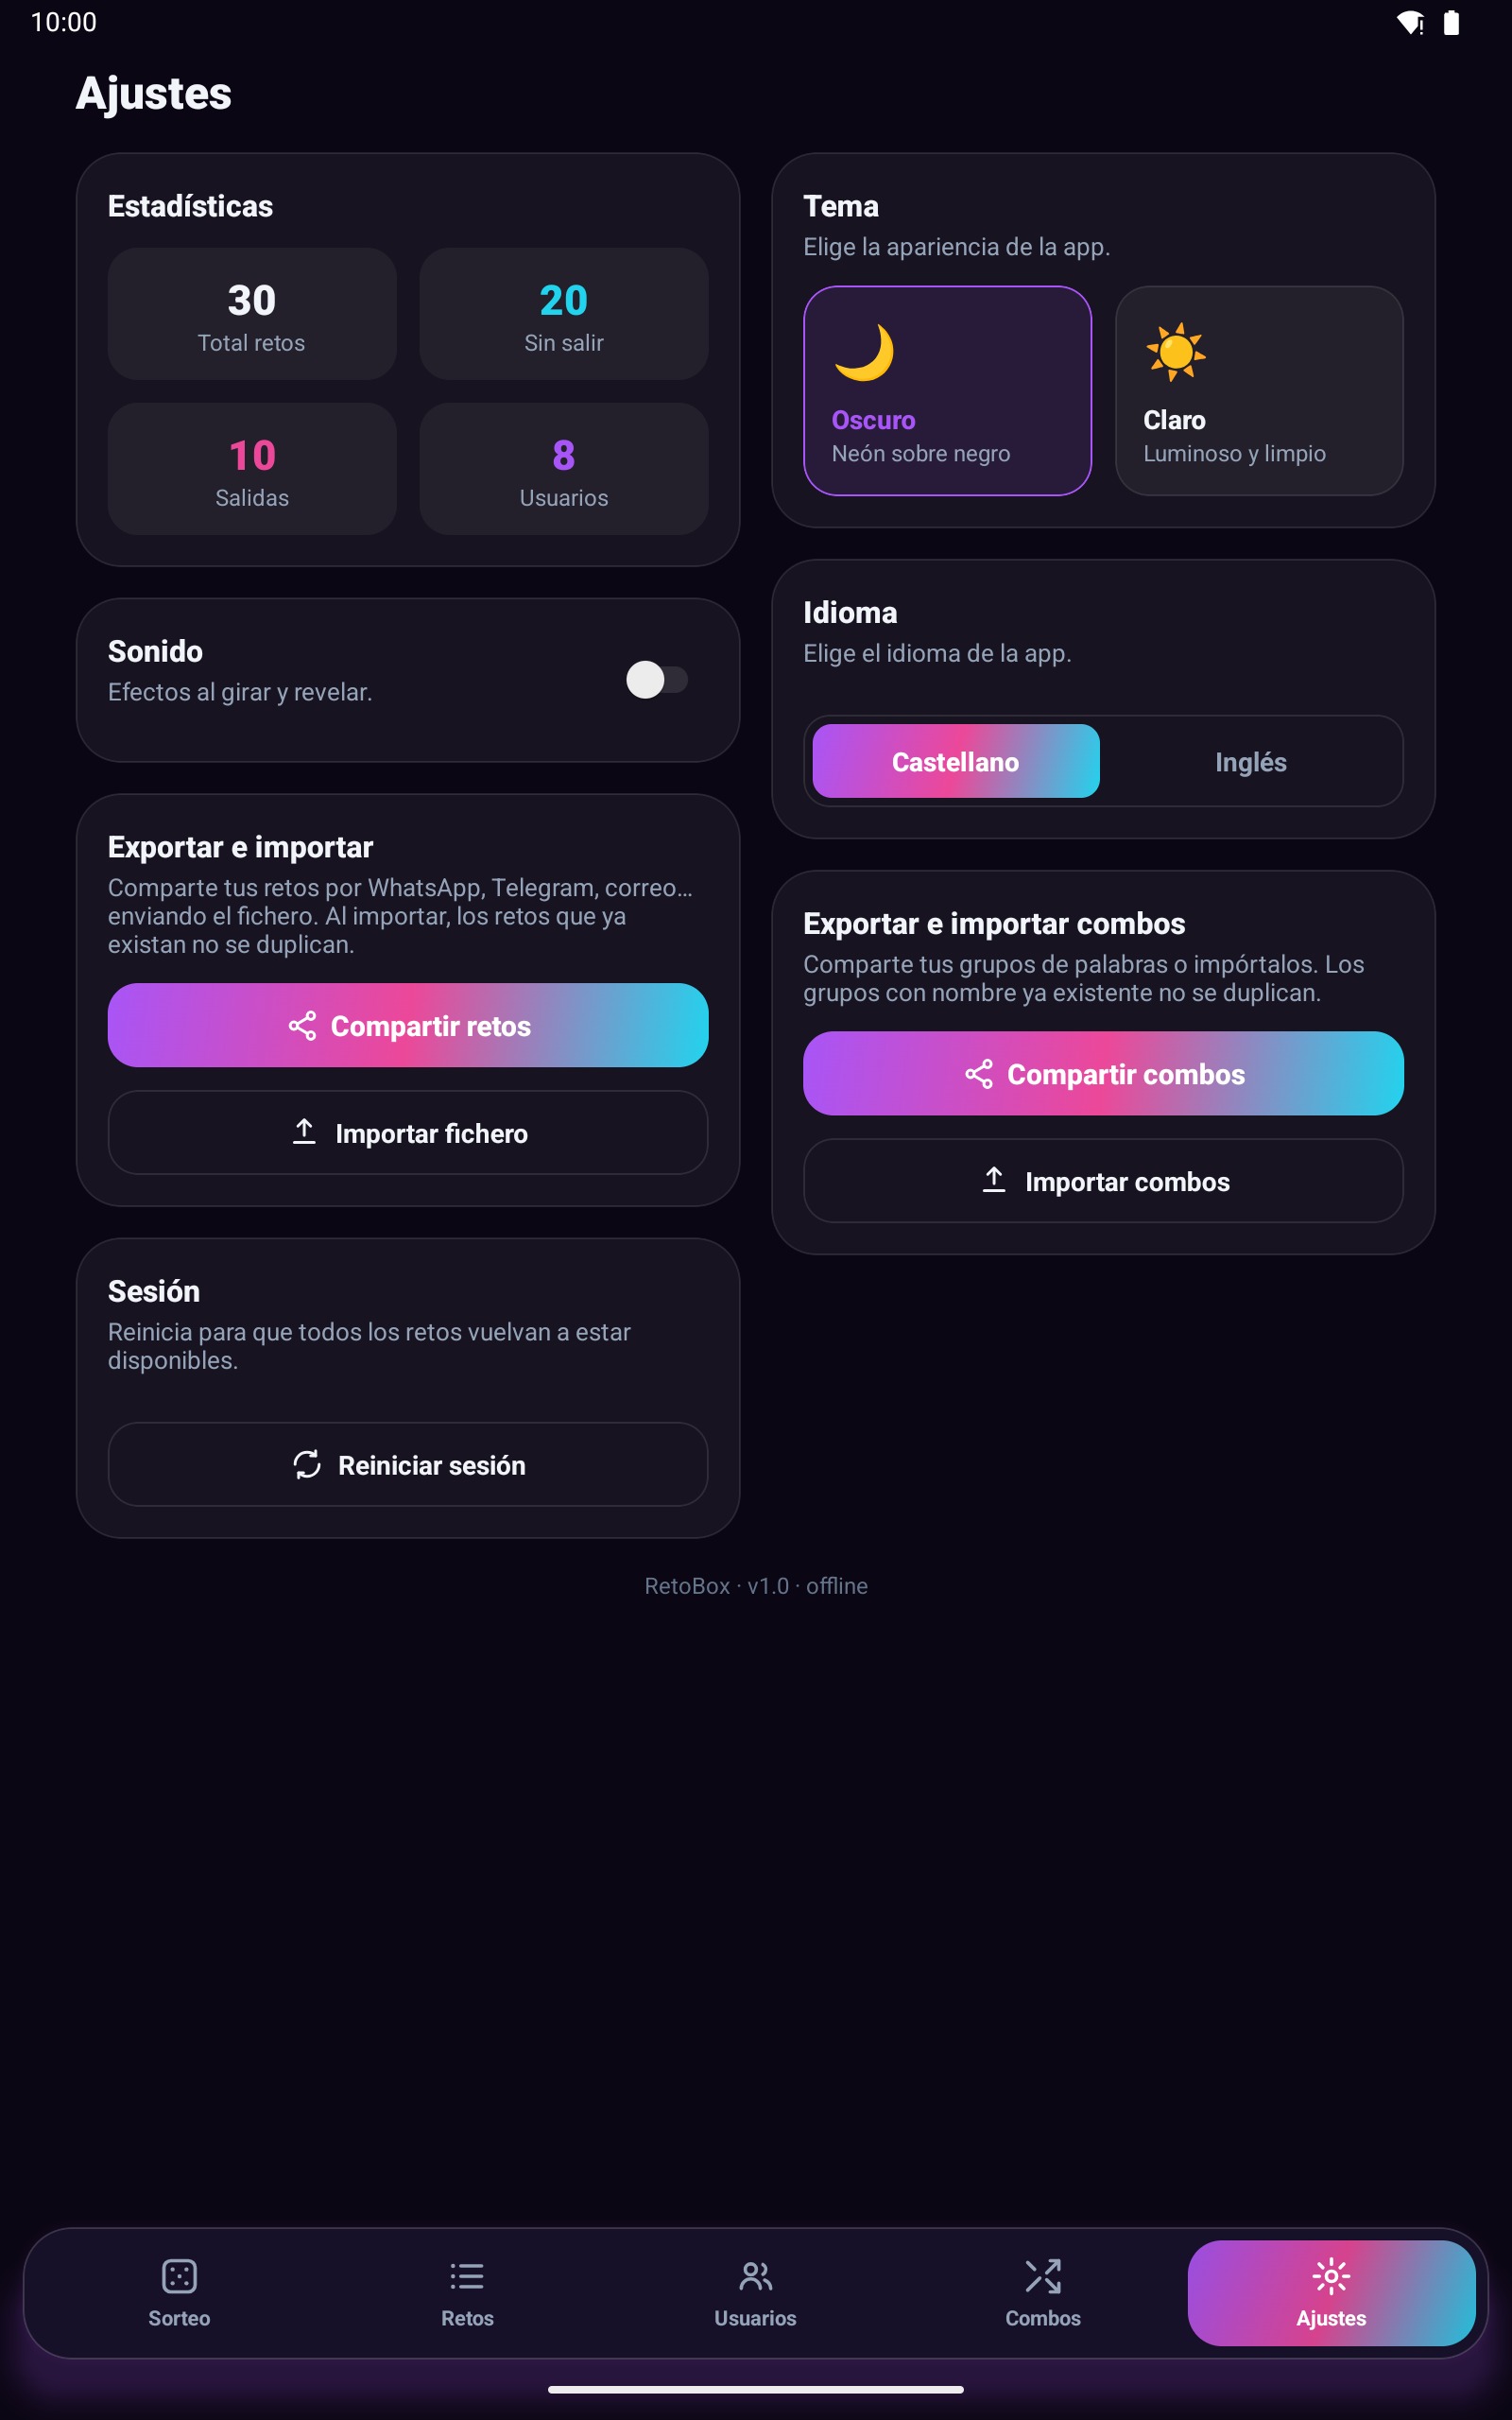 10:00
Ajustes
Estadísticas
30
Total retos
20
Sin salir
10
Salidas
8
Usuarios
Sonido
Efectos al girar y revelar.
Exportar e importar
Comparte tus retos por WhatsApp, Telegram, correo…
enviando el fichero. Al importar, los retos que ya
existan no se duplican.
Compartir retos
Importar fichero
Sesión
Reinicia para que todos los retos vuelvan a estar
disponibles.
Reiniciar sesión
Tema
Elige la apariencia de la app.
Oscuro
Neón sobre negro
Claro
Luminoso y limpio
Idioma
Elige el idioma de la app.
Castellano
Inglés
Exportar e importar combos
Comparte tus grupos de palabras o impórtalos. Los
grupos con nombre ya existente no se duplican.
Compartir combos
Importar combos
RetoBox · v1.0 · offline
Sorteo
Retos
Usuarios
Combos
Ajustes